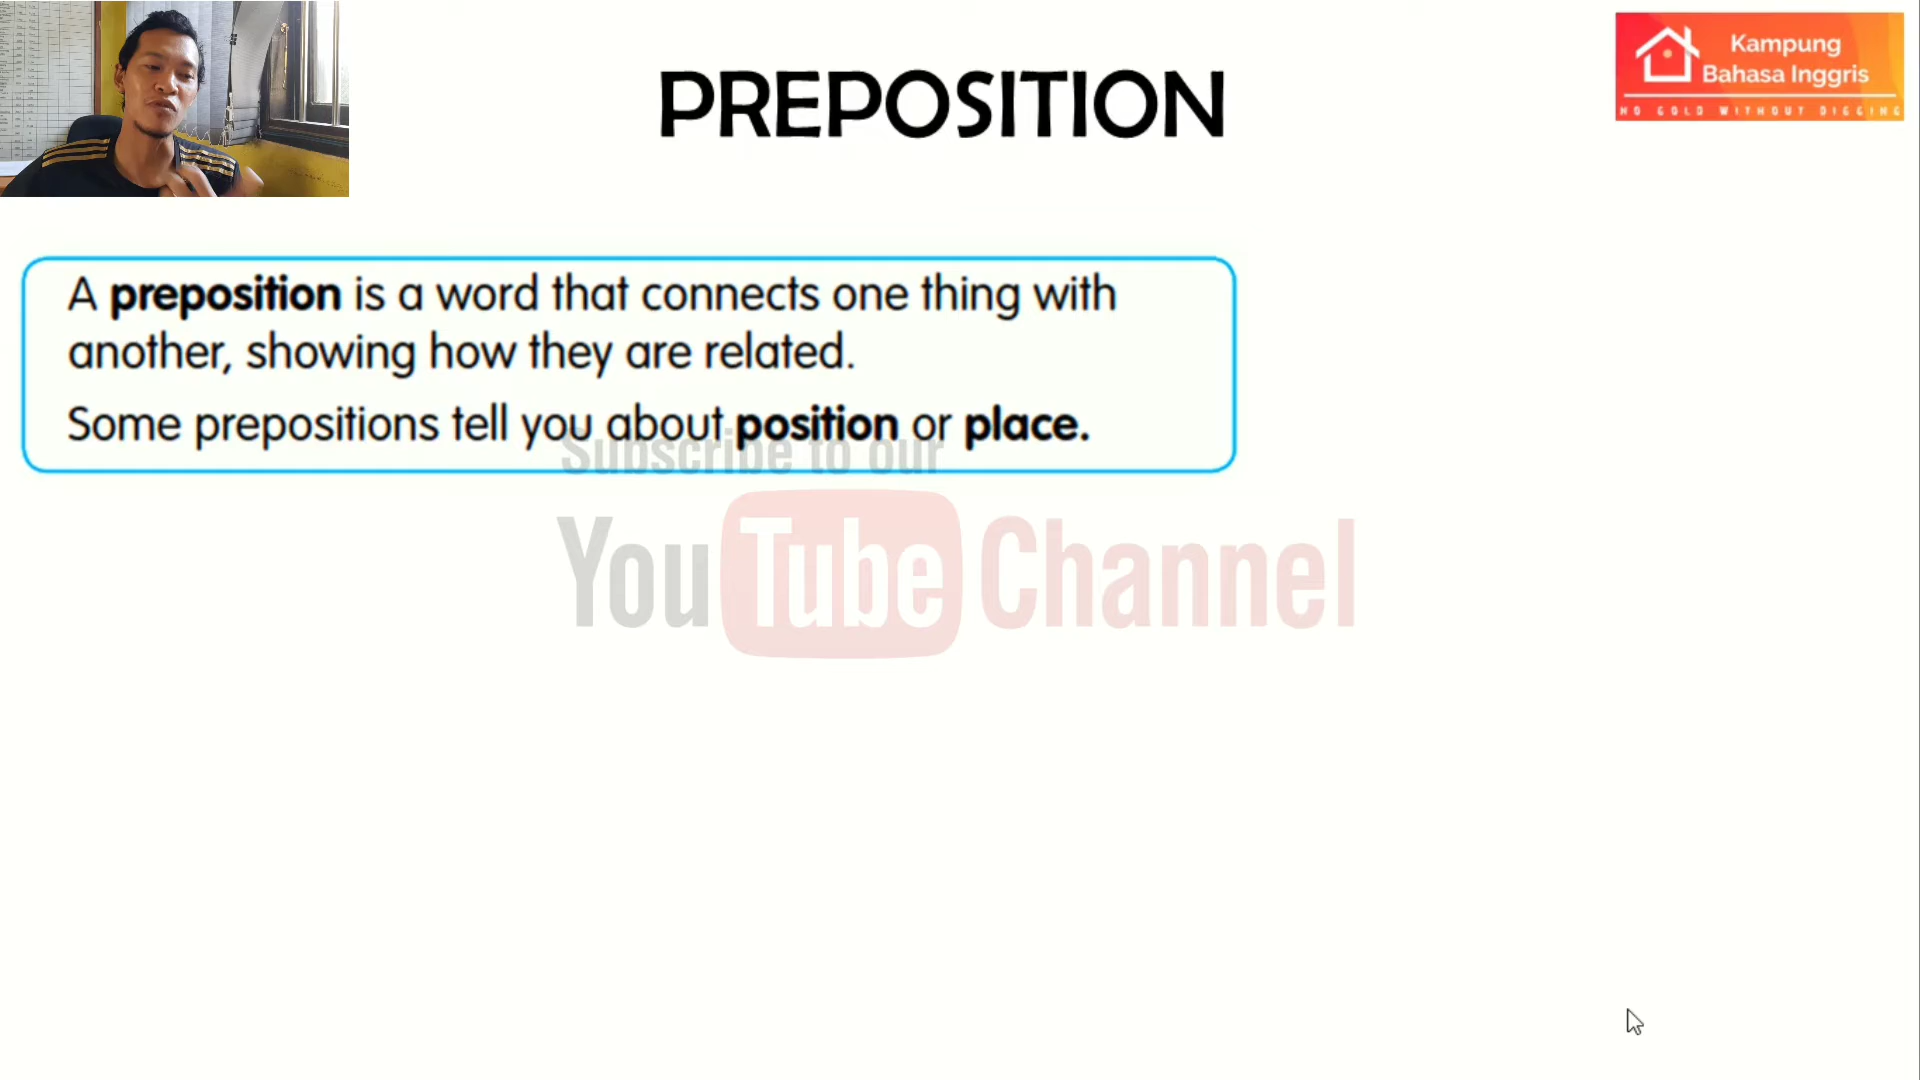 PREPOSITION
Kampung
Bahasa Inggris
NO GOLD WITHOUT DIGGING
A preposition is a word that connects one thing with
another, showing how they are related.
Some prepositions tell you about position or place.
Subscribe to our
YouTube Channel